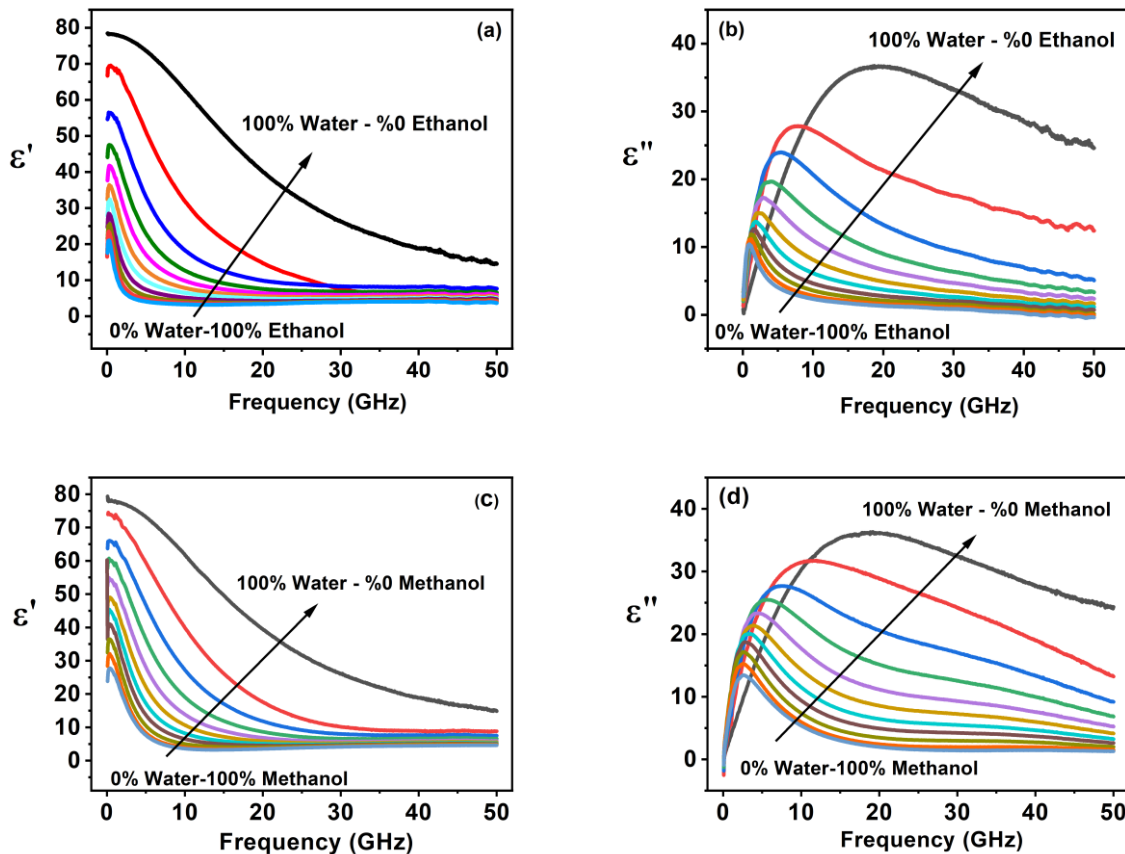 (a)
80
70
60
50
40
30
20
10
0
ε'
100% Water - %0 Ethanol
0% Water-100% Ethanol
0 10 20 30 40 50
Frequency (GHz)
(b)
40
30
20
10
0
ε''
100% Water - %0 Ethanol
0% Water-100% Ethanol
0 10 20 30 40 50
Frequency (GHz)
(c)
80
70
60
50
40
30
20
10
0
ε'
100% Water - %0 Methanol
0% Water-100% Methanol
0 10 20 30 40 50
Frequency (GHz)
(d)
40
30
20
10
0
ε''
100% Water - %0 Methanol
0% Water-100% Methanol
0 10 20 30 40 50
Frequency (GHz)